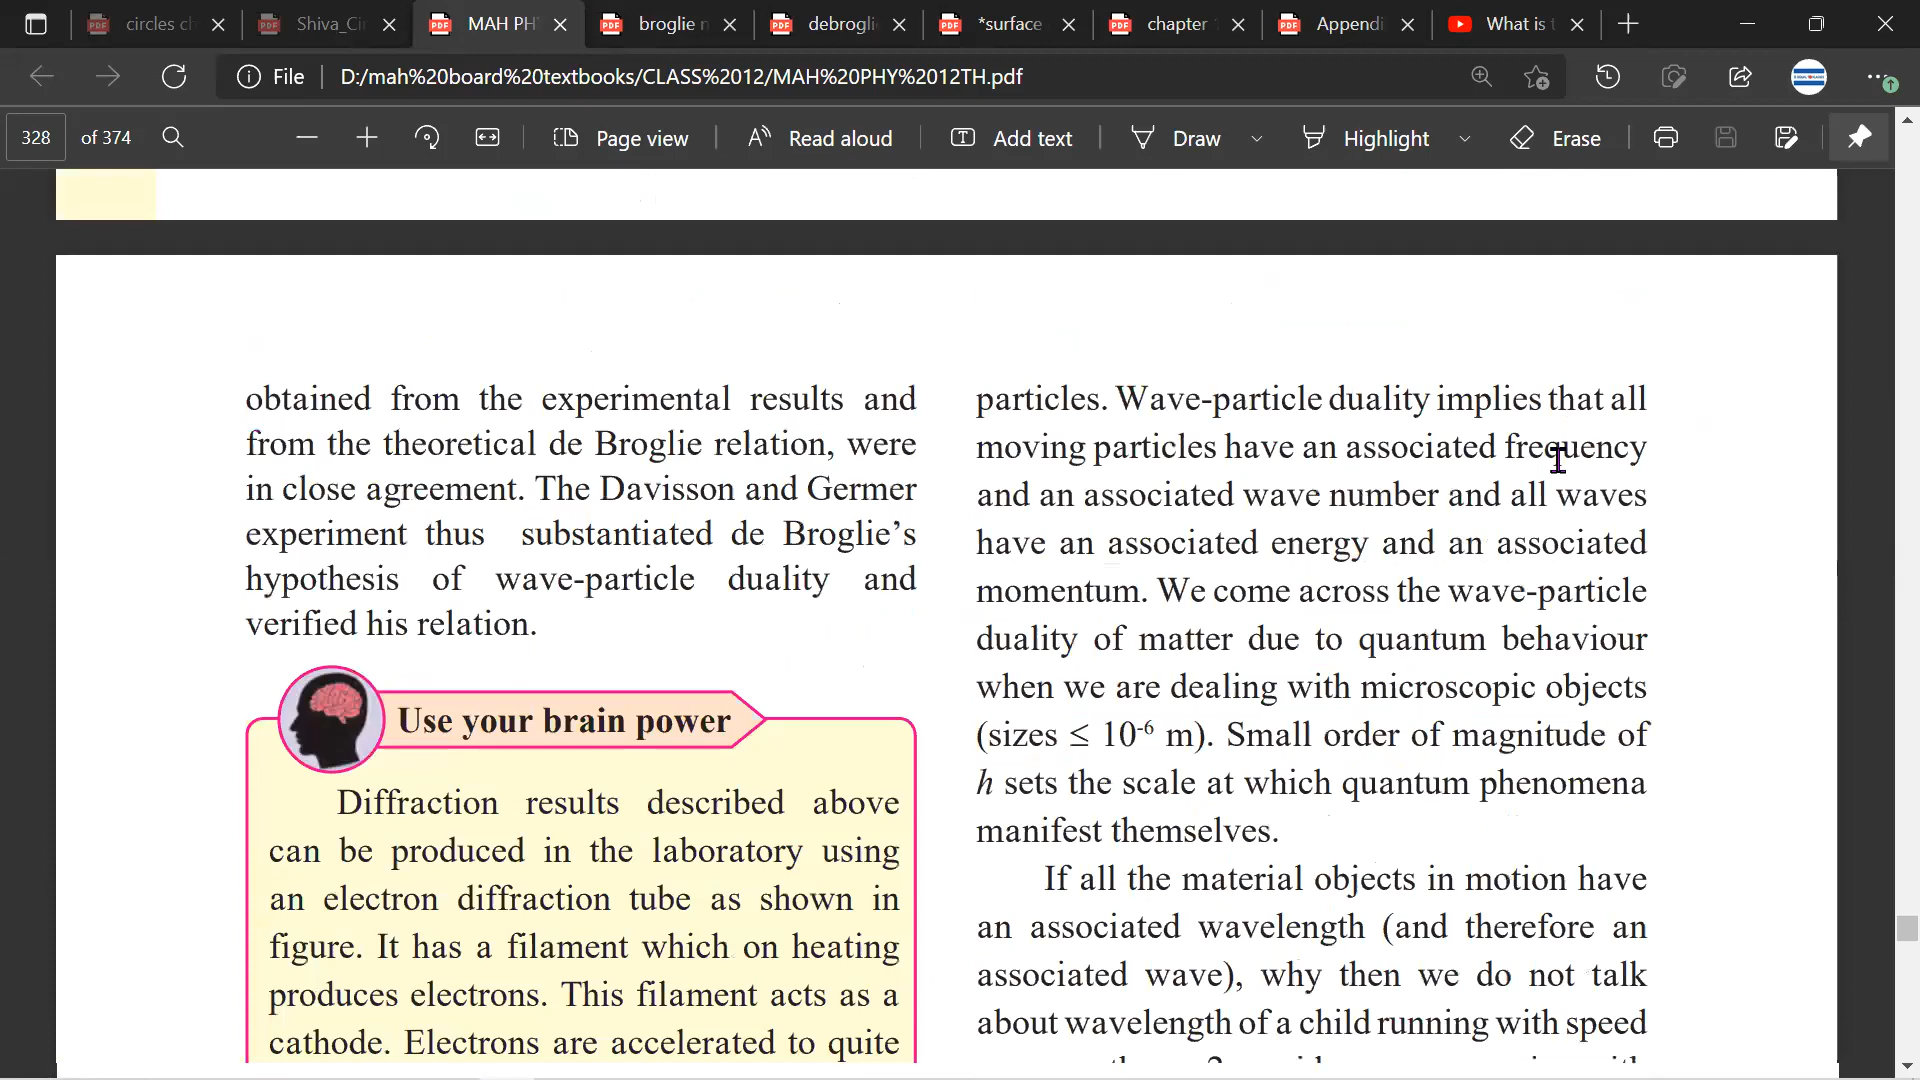 circles ch
Shiva_Cir
MAH PHY
broglie n
debroglie
*surface
chapter
Appendi
What is t
File
D:/mah%20board%20textbooks/CLASS%2012/MAH%20PHY%2012TH.pdf
328
of 374
Page view
Read aloud
Add text
Draw
Highlight
Erase
obtained from the experimental results and
from the theoretical de Broglie relation, were
in close agreement. The Davisson and Germer
experiment thus substantiated de Broglie's
hypothesis of wave-particle duality and
verified his relation.
Use your brain power
Diffraction results described above
can be produced in the laboratory using
an electron diffraction tube as shown in
figure. It has a filament which on heating
produces electrons. This filament acts as a
cathode. Electrons are accelerated to quite
particles. Wave-particle duality implies that all
moving particles have an associated frequency
and an associated wave number and all waves
have an associated energy and an associated
momentum. We come across the wave-particle
duality of matter due to quantum behaviour
when we are dealing with microscopic objects
(sizes ≤ 10⁻⁶ m). Small order of magnitude of
h sets the scale at which quantum phenomena
manifest themselves.
If all the material objects in motion have
an associated wavelength (and therefore an
associated wave), why then we do not talk
about wavelength of a child running with speed